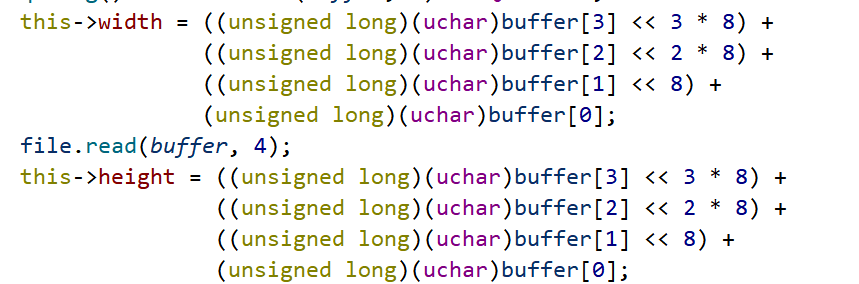 this->width = ((unsigned long)(uchar)buffer[3] << 3 * 8) +
((unsigned long)(uchar)buffer[2] << 2 * 8) +
((unsigned long)(uchar)buffer[1] << 8) +
(unsigned long)(uchar)buffer[0];
file.read(buffer, 4);
this->height = ((unsigned long)(uchar)buffer[3] << 3 * 8) +
((unsigned long)(uchar)buffer[2] << 2 * 8) +
((unsigned long)(uchar)buffer[1] << 8) +
(unsigned long)(uchar)buffer[0];